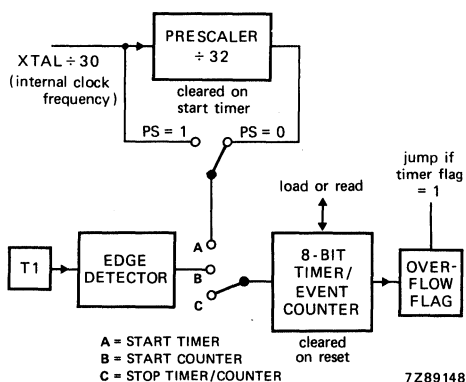 PRESCALER
÷ 32
XTAL ÷ 30
(internal clock
frequency)
cleared on
start timer
PS = 1
PS = 0
jump if
timer flag
= 1
load or read
A
T1
EDGE
DETECTOR
B
C
8-BIT
TIMER/
EVENT
COUNTER
OVER-
FLOW
FLAG
cleared
on reset
A = START TIMER
B = START COUNTER
C = STOP TIMER/COUNTER
7Z89148